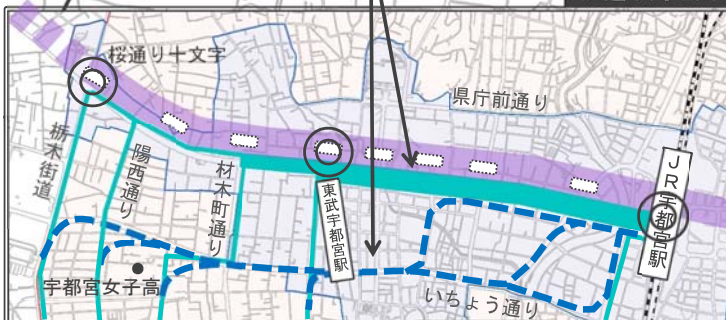 桜通り十文字
県庁前通り
栃木街道
陽西通り
材木町通り
東武宇都宮駅
JR宇都宮駅
宇都宮女子高
いちょう通り